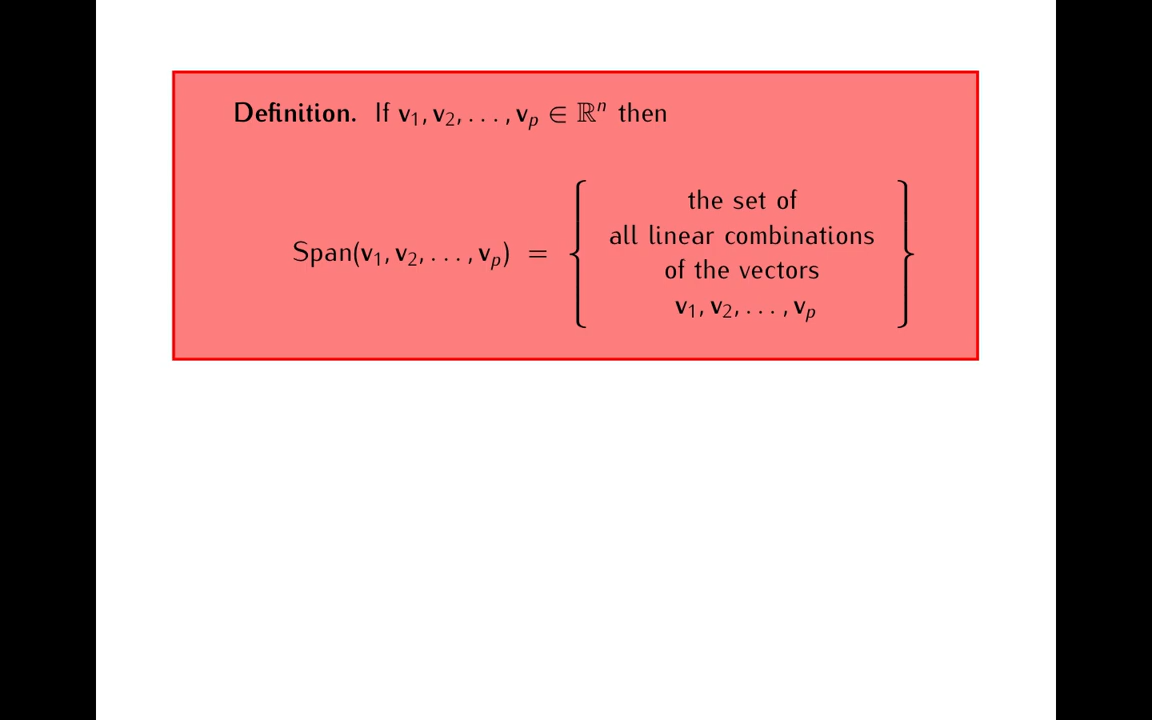 Definition. If v₁, v₂, . . . , vₚ ∈ ℝⁿ then
the set of
all linear combinations
Span(v₁, v₂, . . . , vₚ) = {
of the vectors
v₁, v₂, . . . , vₚ }